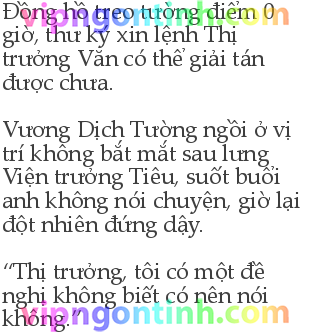 Đồng hồ treo tường điểm 0
vipngontinh.com
giờ, thư ký xin lệnh Thị
trưởng Văn có thể giải tán
được chưa.
Vương Dịch Tường ngồi ở vị
trí không bắt mắt sau lưng
Viện trưởng Tiêu, suốt buổi
anh không nói chuyện, giờ lại
đột nhiên đứng dậy.
“Thị trưởng, tôi có một đề
nghị không biết có nên nói
không.”
vipngontinh.com